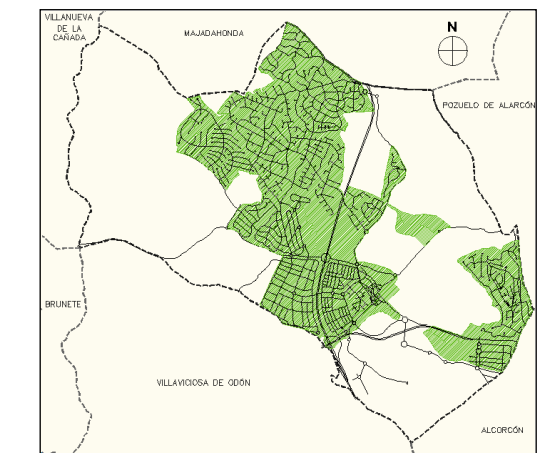 VILLANUEVA
DE LA
CAÑADA
MAJADAHONDA
N
POZUELO DE ALARCÓN
BRUNETE
VILLAVICIOSA DE ODÓN
ALCORCÓN